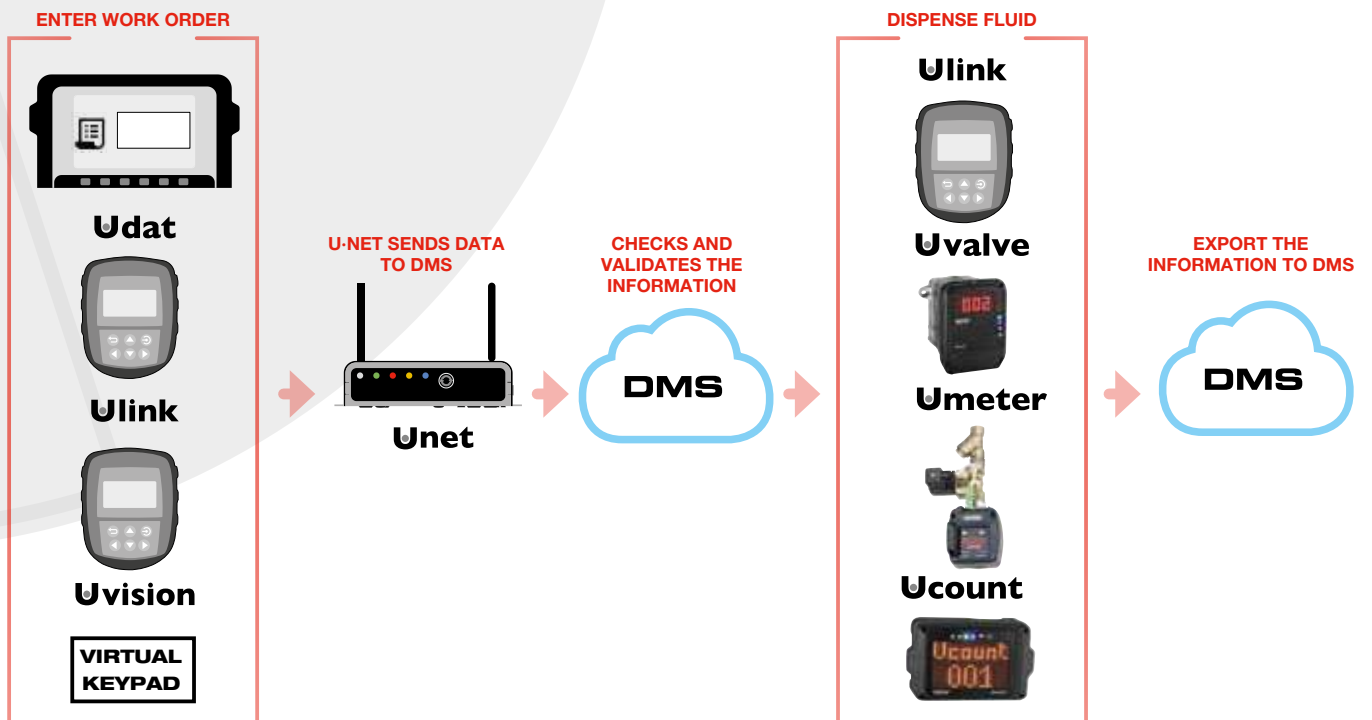 ENTER WORK ORDER
Udat
Ulink
Uvision
VIRTUAL
KEYPAD
U·NET SENDS DATA
TO DMS
Unet
CHECKS AND
VALIDATES THE
INFORMATION
DMS
DISPENSE FLUID
Ulink
Uvalve
002
Umeter
Ucount
Ucount
001
EXPORT THE
INFORMATION TO DMS
DMS